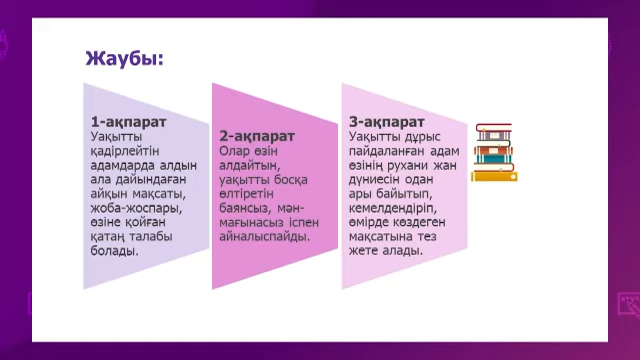 Жаубы:
1-ақпарат
Уақытты
қадірлейтін
адамдарда алдын
ала дайындаған
айқын мақсаты,
жоба-жоспары,
өзіне қойған
қатаң талабы
болады.
2-ақпарат
Олар өзін
алдайтын,
уақытты босқа
өлтіретін
баянсыз, мән-
мағынасыз іспен
айналыспайды.
3-ақпарат
Уақытты дұрыс
пайдаланған адам
өзінің рухани жан
дүниесін одан
ары байытып,
кемелдендіріп,
өмірде көздеген
мақсатына тез
жете алады.